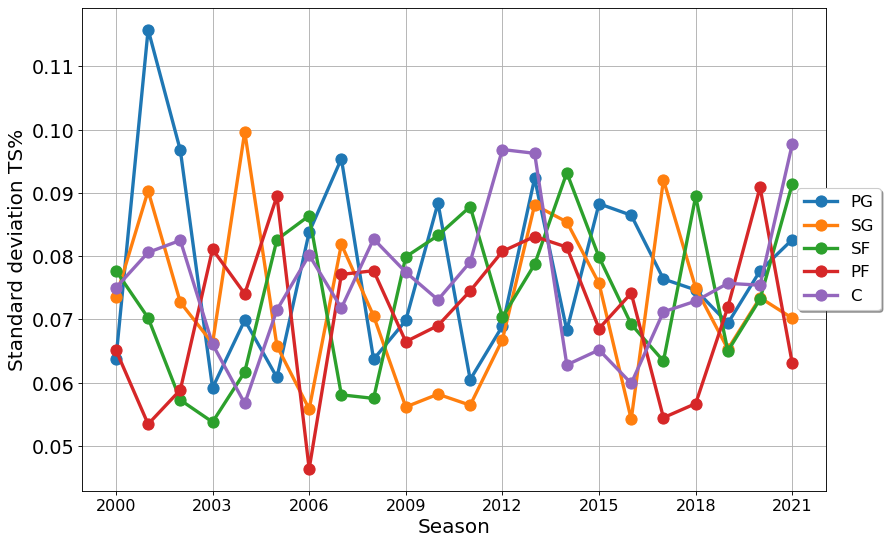 Standard deviation TS%
0.11
0.10
0.09
0.08
0.07
0.06
0.05
2000 2003 2006 2009 2012 2015 2018 2021
Season
PG
SG
SF
PF
C